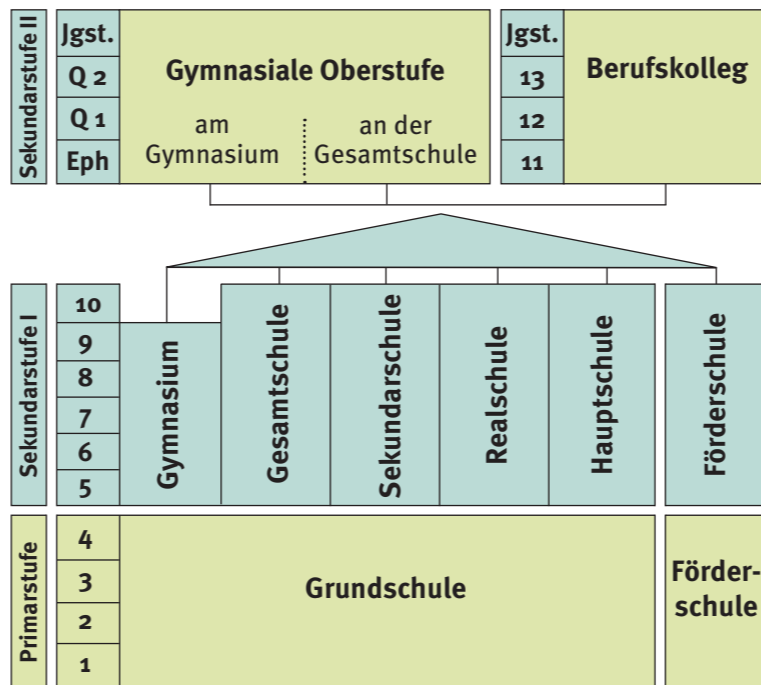 Sekundarstufe II
Jgst.
Q 2
Q 1
Eph
Gymnasiale Oberstufe
am
Gymnasium
an der
Gesamtschule
Jgst.
13
12
11
Berufskolleg
Sekundarstufe I
10
9
8
7
6
5
Gymnasium
Gesamtschule
Sekundarschule
Realschule
Hauptschule
Förderschule
Primarstufe
4
3
2
1
Grundschule
Förder-
schule